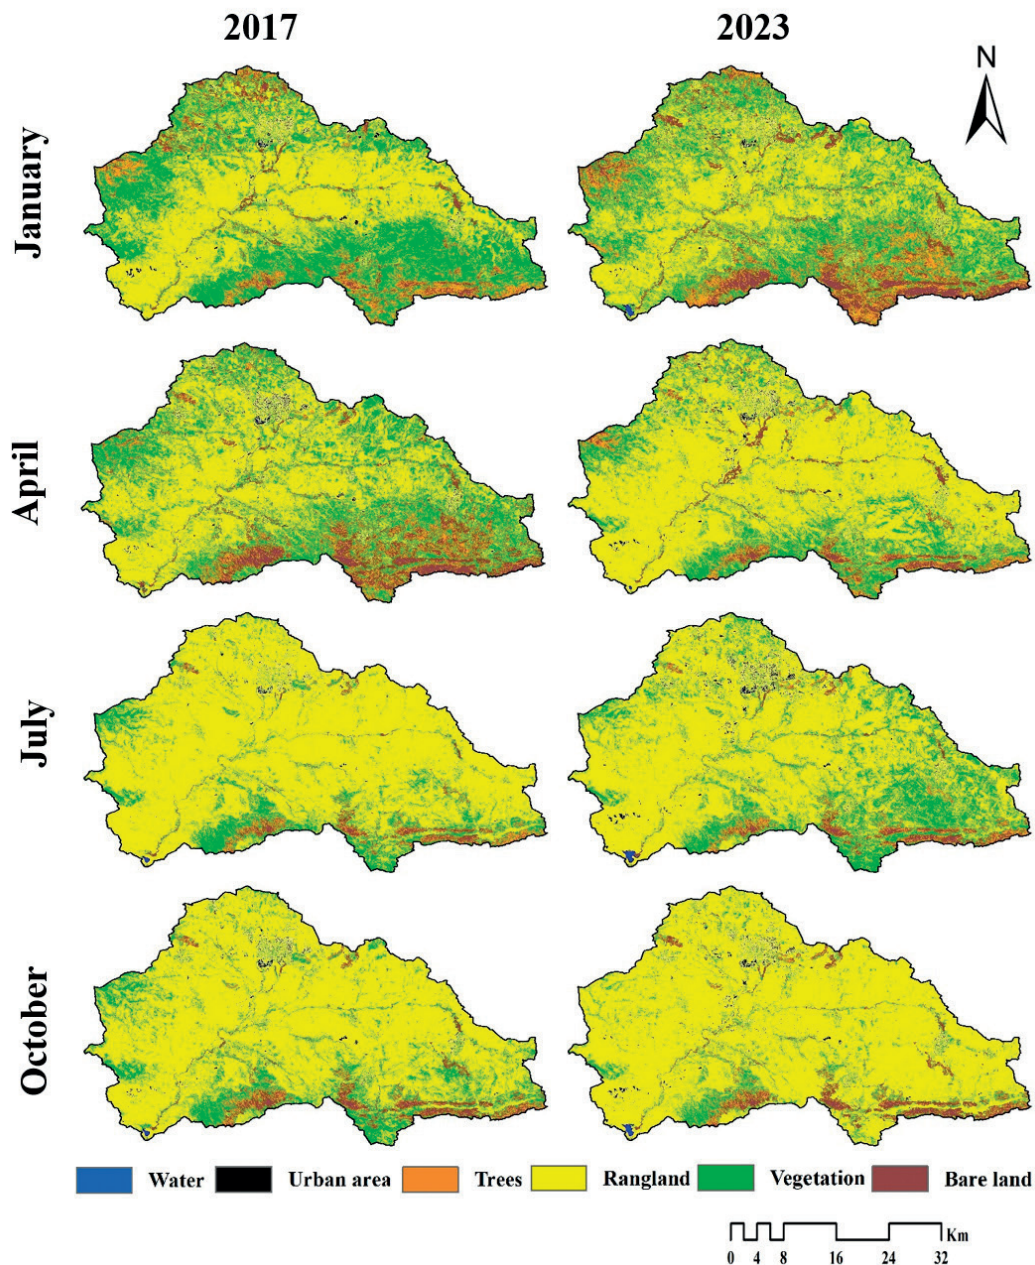 2017 2023
N
January
April
July
October
Water Urban area Trees Rangland Vegetation Bare land
Km
0 4 8 16 24 32